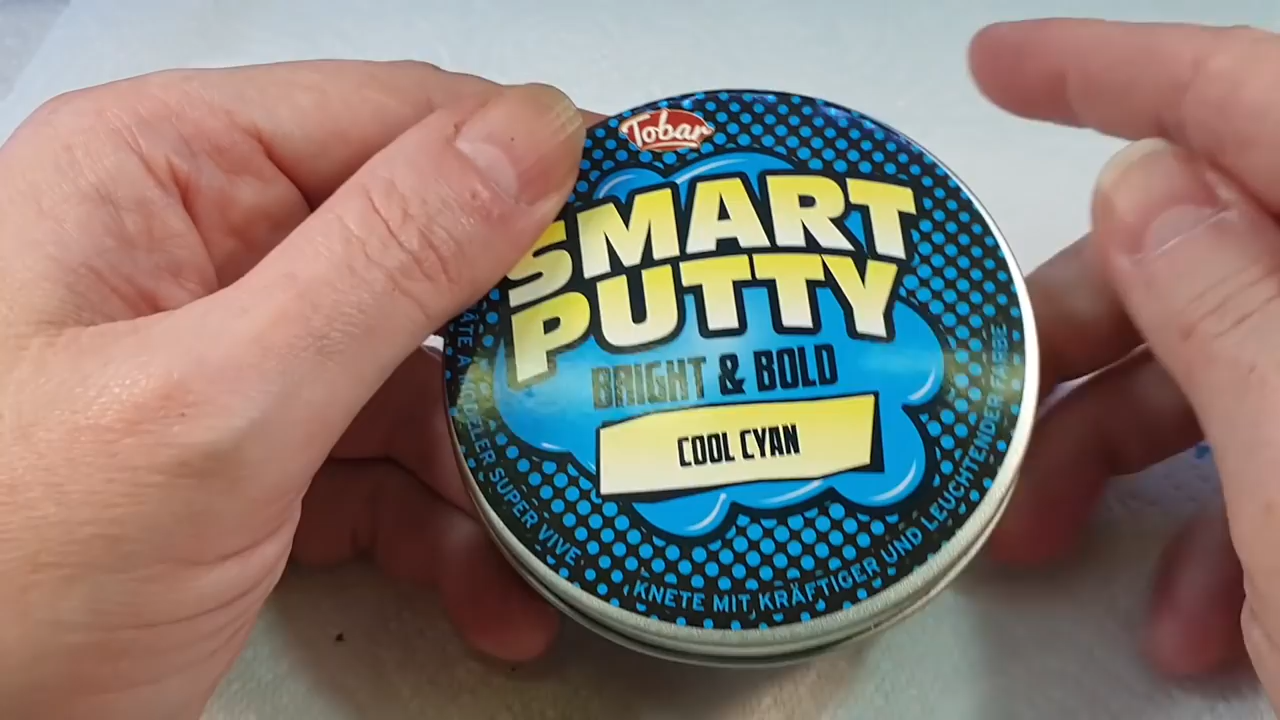 Tobar
SMART
PUTTY
BRIGHT & BOLD
COOL CYAN
SUPER VIVE
KNETE MIT KRÄFTIGER UND LEUCHTENDER FARBE